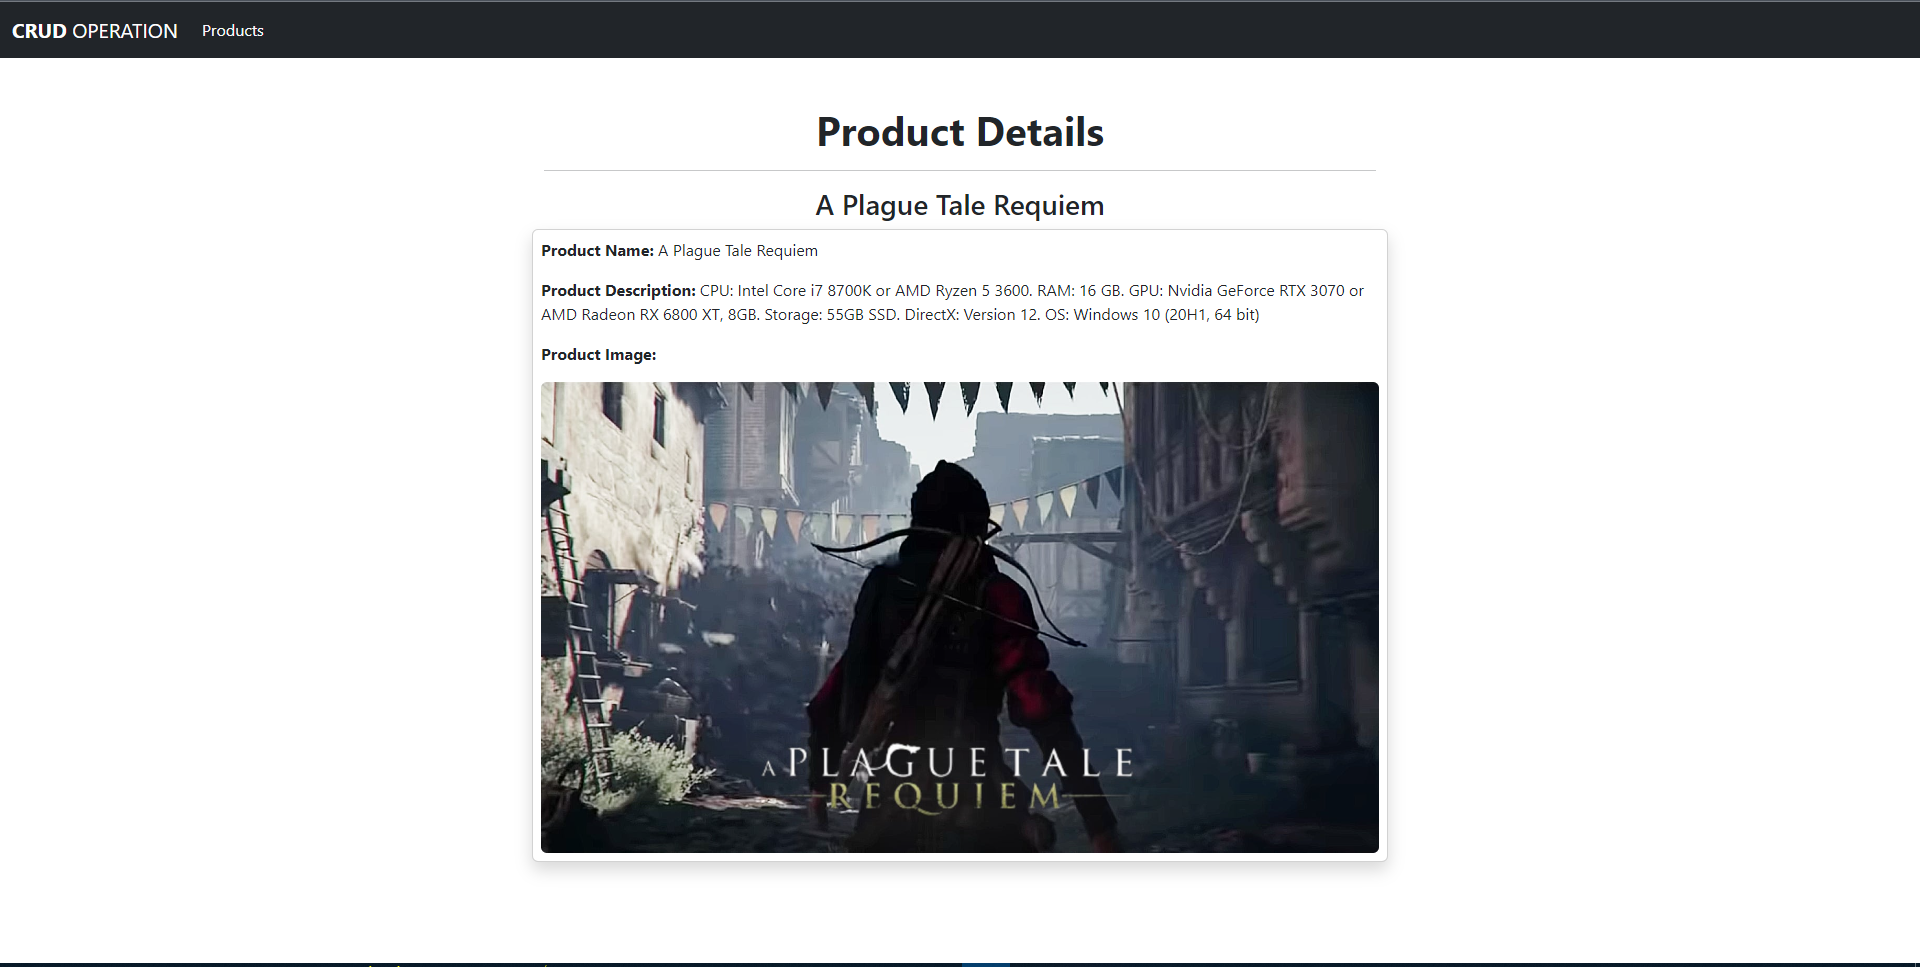 CRUD OPERATION Products
Product Details
A Plague Tale Requiem
Product Name: A Plague Tale Requiem
Product Description: CPU: Intel Core i7 8700K or AMD Ryzen 5 3600. RAM: 16 GB. GPU: Nvidia GeForce RTX 3070 or
AMD Radeon RX 6800 XT, 8GB. Storage: 55GB SSD. DirectX: Version 12. OS: Windows 10 (20H1, 64 bit)
Product Image:
A PLAGUE TALE
REQUIEM